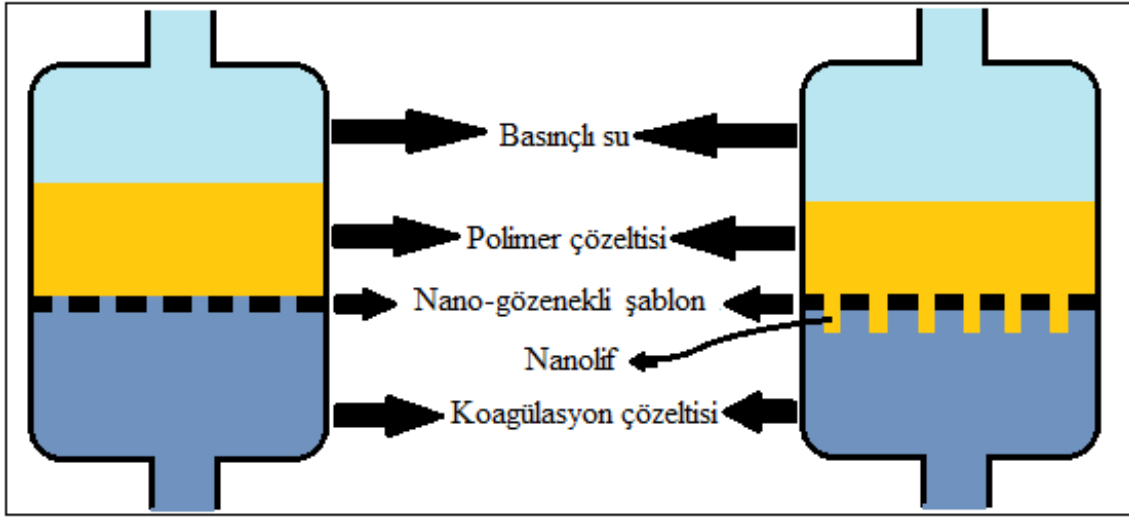 Basınçlı su
Polimer çözeltisi
Nano-gözenekli şablon
Nanolif
Koagülasyon çözeltisi